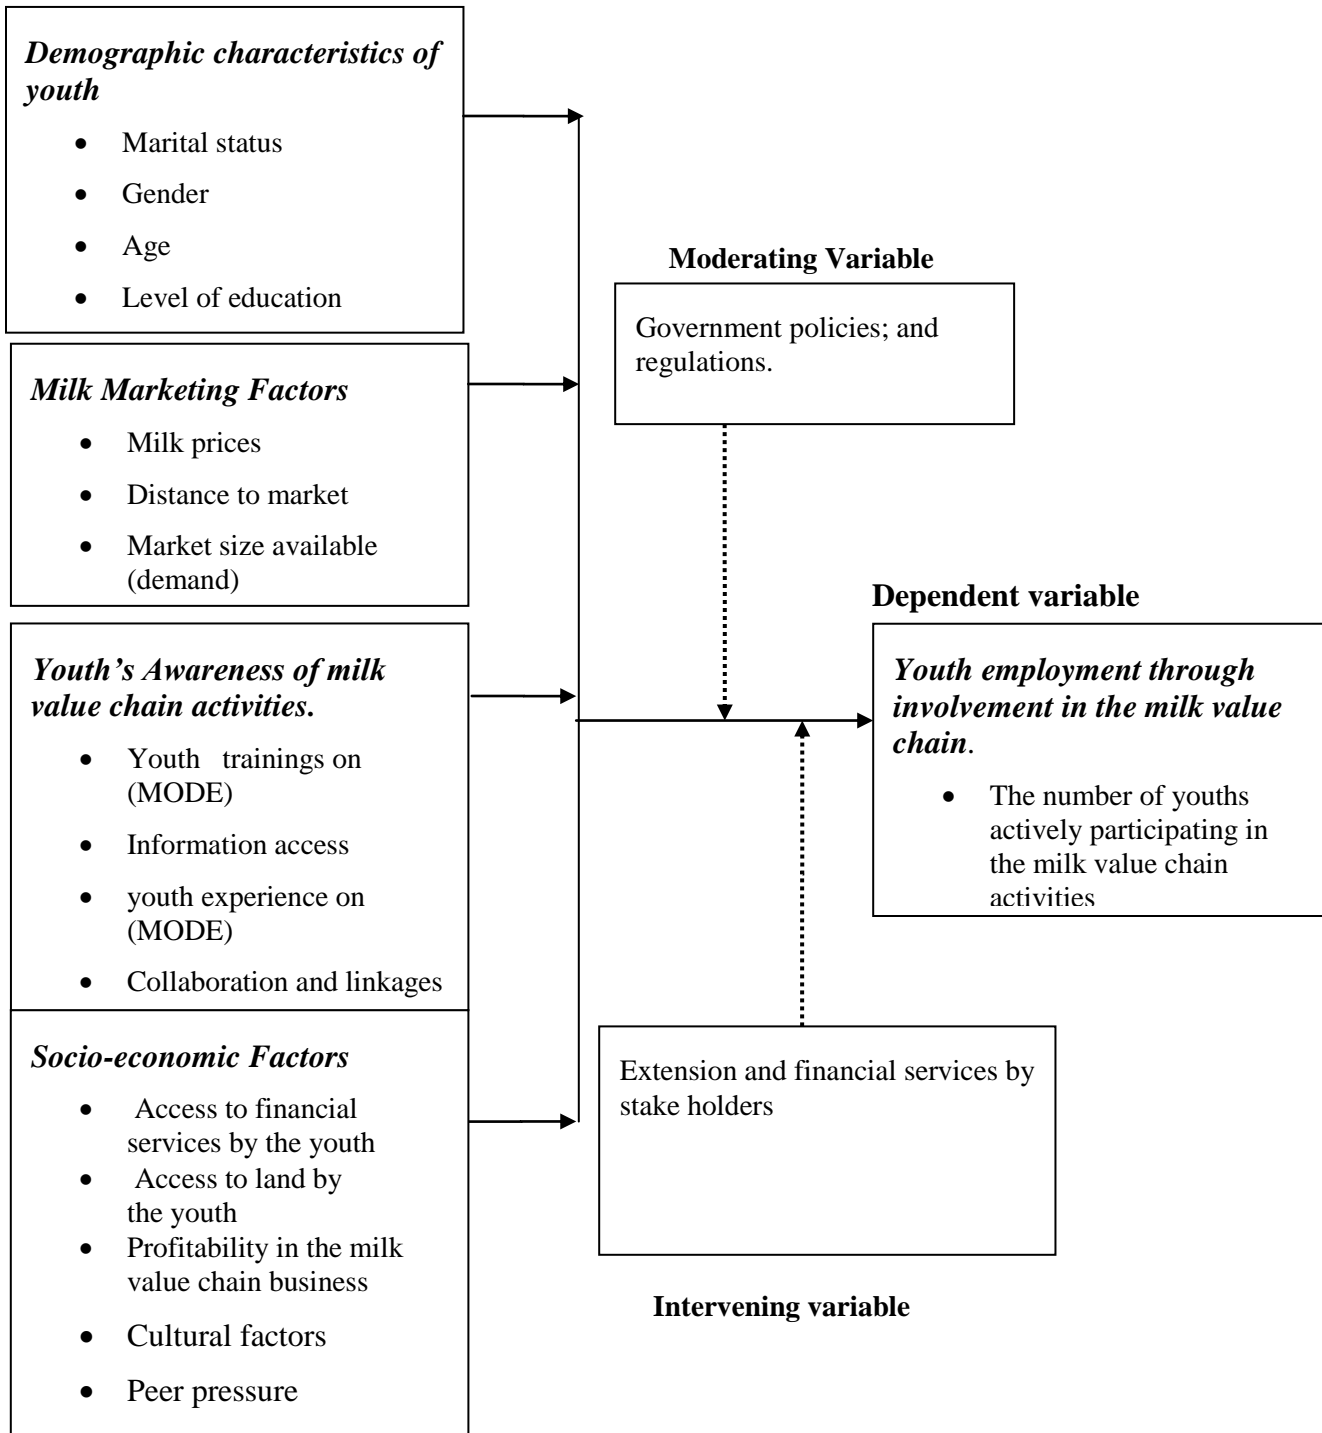 Demographic characteristics of
youth
• Marital status
• Gender
• Age
• Level of education
Milk Marketing Factors
• Milk prices
• Distance to market
• Market size available
(demand)
Youth’s Awareness of milk
value chain activities.
• Youth trainings on
(MODE)
• Information access
• youth experience on
(MODE)
• Collaboration and linkages
Socio-economic Factors
• Access to financial
services by the youth
• Access to land by
the youth
• Profitability in the milk
value chain business
• Cultural factors
• Peer pressure
Moderating Variable
Government policies; and
regulations.
Extension and financial services by
stake holders
Intervening variable
Dependent variable
Youth employment through
involvement in the milk value
chain.
• The number of youths
actively participating in
the milk value chain
activities